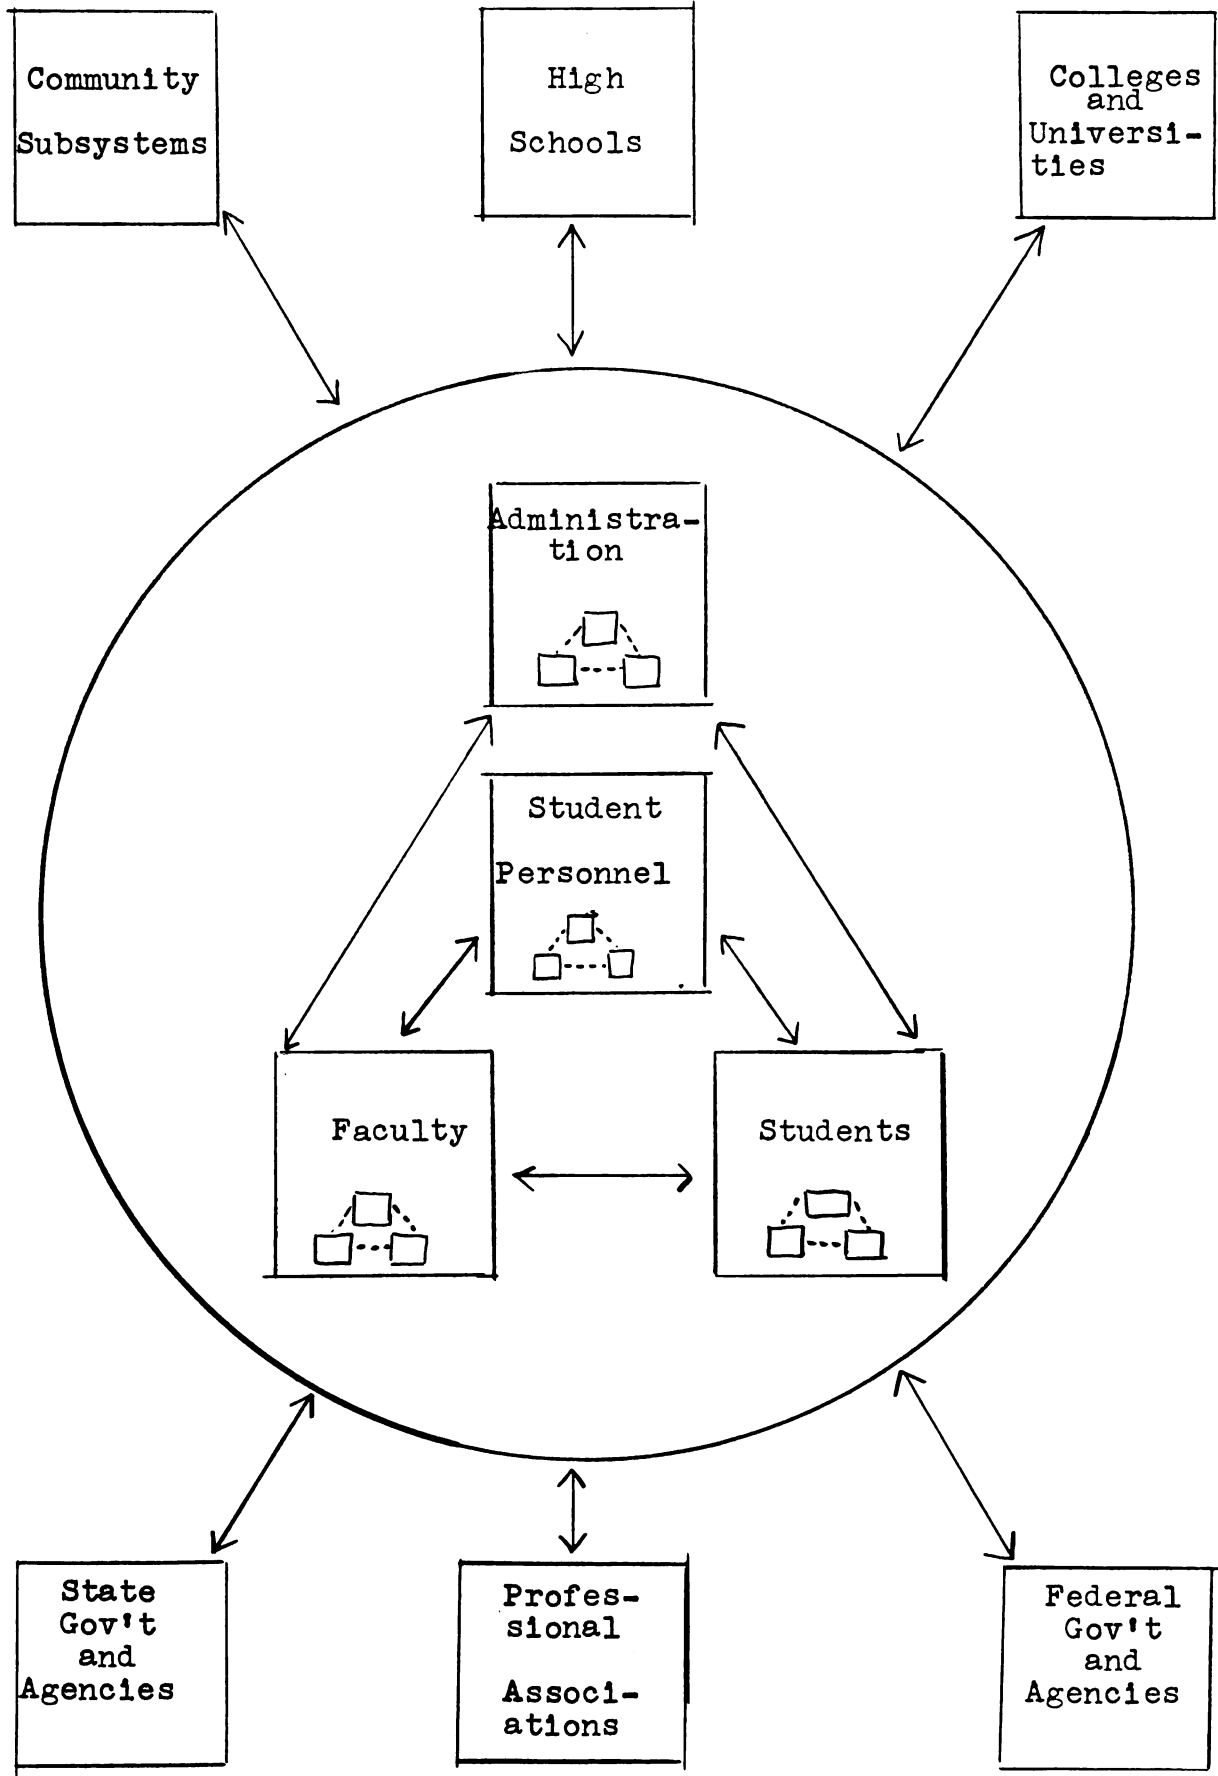 Community
Subsystems
High
Schools
Colleges
and
Universi-
ties
Administra-
tion
Student
Personnel
Faculty
Students
State
Gov't
and
Agencies
Profes-
sional
Associ-
ations
Federal
Gov't
and
Agencies